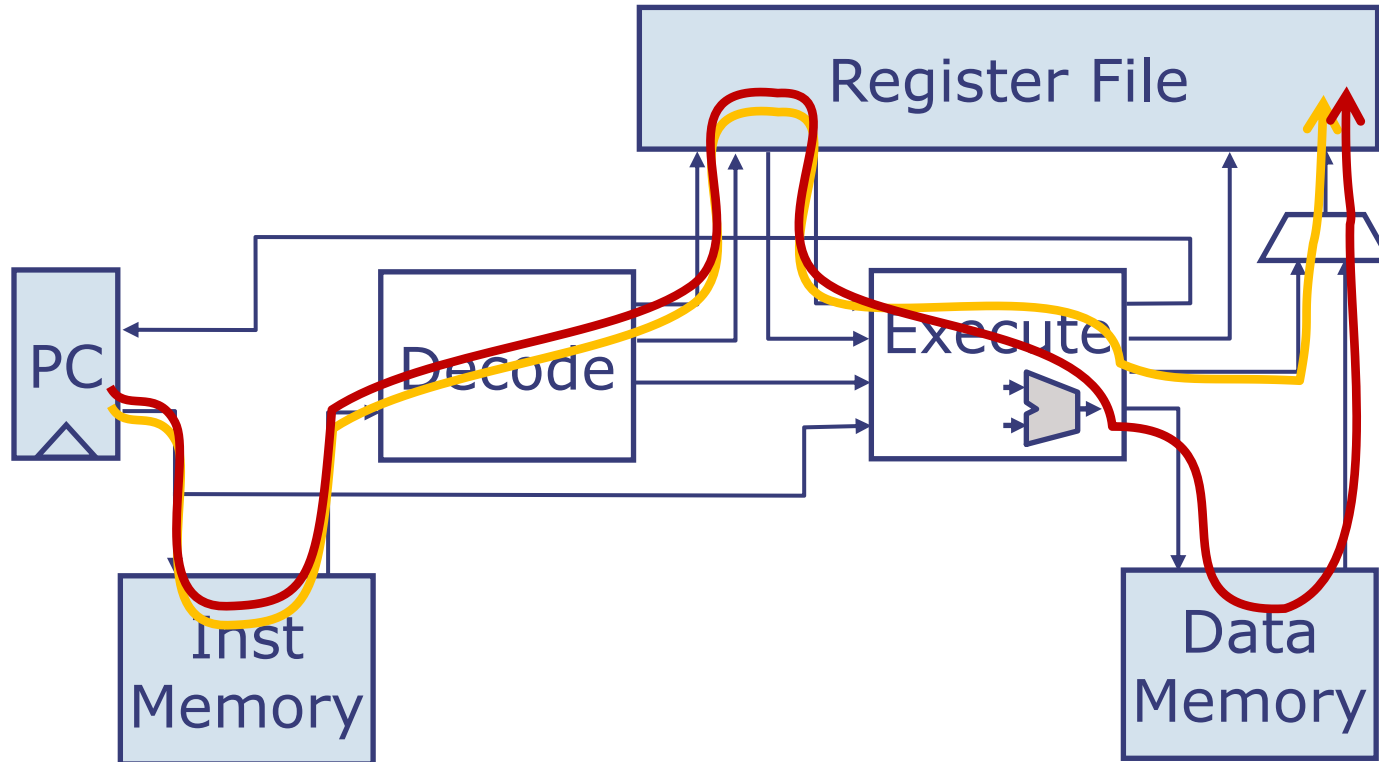 Register File
PC
Decode
Execute
Inst
Memory
Data
Memory